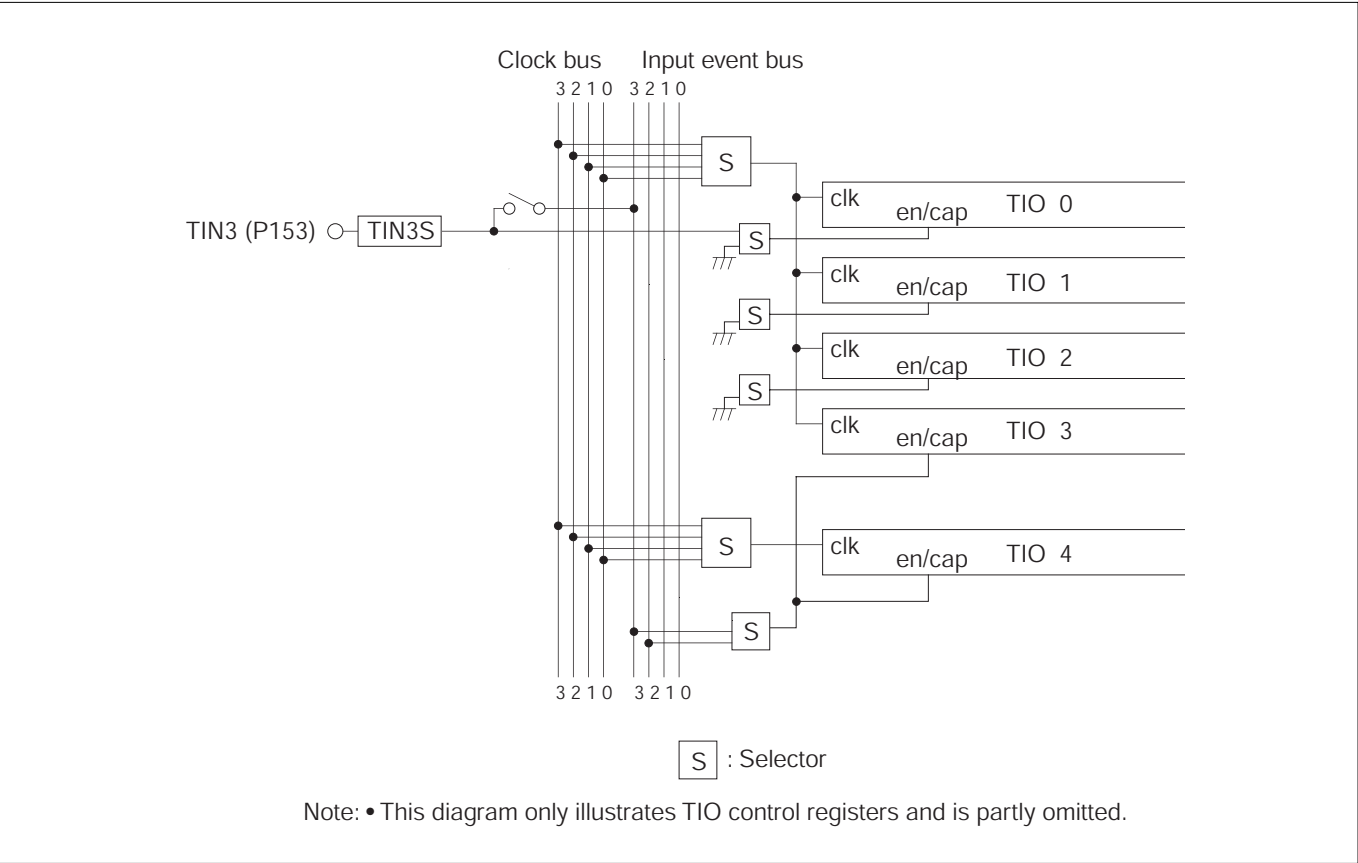 Clock bus Input event bus
3 2 1 0 3 2 1 0
S
clk en/cap TIO 0
TIN3 (P153) TIN3S
S
clk en/cap TIO 1
S
clk en/cap TIO 2
S
clk en/cap TIO 3
S
clk en/cap TIO 4
S
3 2 1 0 3 2 1 0
S : Selector
Note: • This diagram only illustrates TIO control registers and is partly omitted.